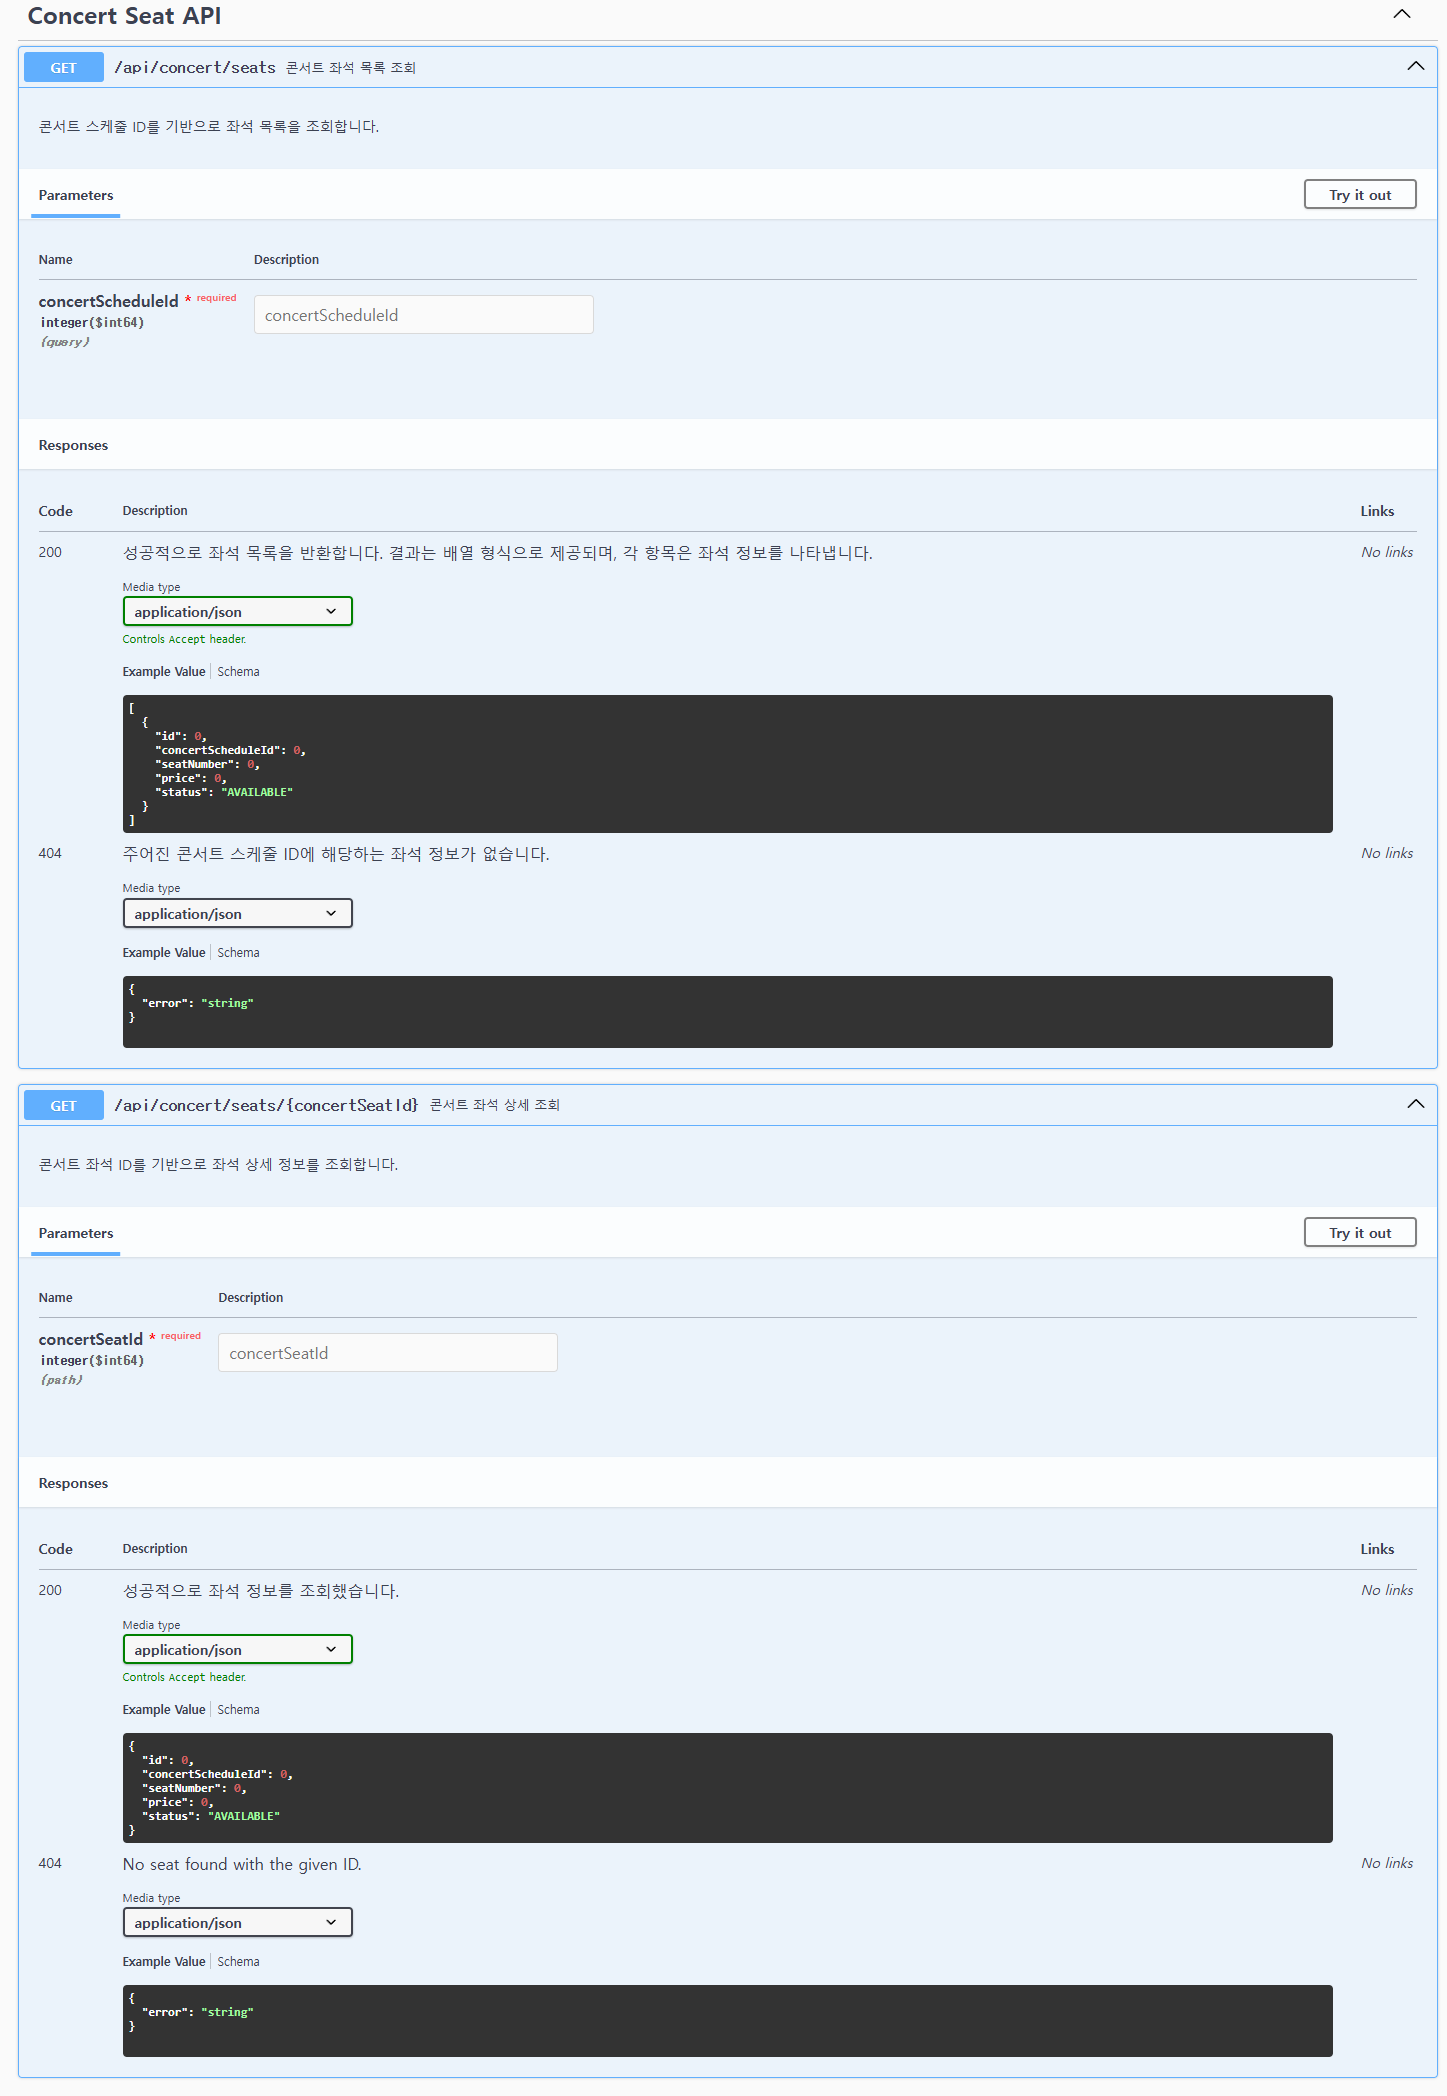 Concert Seat API
GET /api/concert/seats 콘서트 좌석 목록 조회
콘서트 스케줄 ID를 기반으로 좌석 목록을 조회합니다.
Parameters Try it out
Name Description
concertScheduleId * required concertScheduleId
integer($int64)
(query)
Responses
Code Description Links
200 성공적으로 좌석 목록을 반환합니다. 결과는 배열 형식으로 제공되며, 각 항목은 좌석 정보를 나타냅니다. No links
Media type
application/json
Controls Accept header.
Example Value Schema
[
{
"id": 0,
"concertScheduleId": 0,
"seatNumber": 0,
"price": 0,
"status": "AVAILABLE"
}
]
404 주어진 콘서트 스케줄 ID에 해당하는 좌석 정보가 없습니다. No links
Media type
application/json
Example Value Schema
{
"error": "string"
}
GET /api/concert/seats/{concertSeatId} 콘서트 좌석 상세 조회
콘서트 좌석 ID를 기반으로 좌석 상세 정보를 조회합니다.
Parameters Try it out
Name Description
concertSeatId * required concertSeatId
integer($int64)
(path)
Responses
Code Description Links
200 성공적으로 좌석 정보를 조회했습니다. No links
Media type
application/json
Controls Accept header.
Example Value Schema
{
"id": 0,
"concertScheduleId": 0,
"seatNumber": 0,
"price": 0,
"status": "AVAILABLE"
}
404 No seat found with the given ID. No links
Media type
application/json
Example Value Schema
{
"error": "string"
}